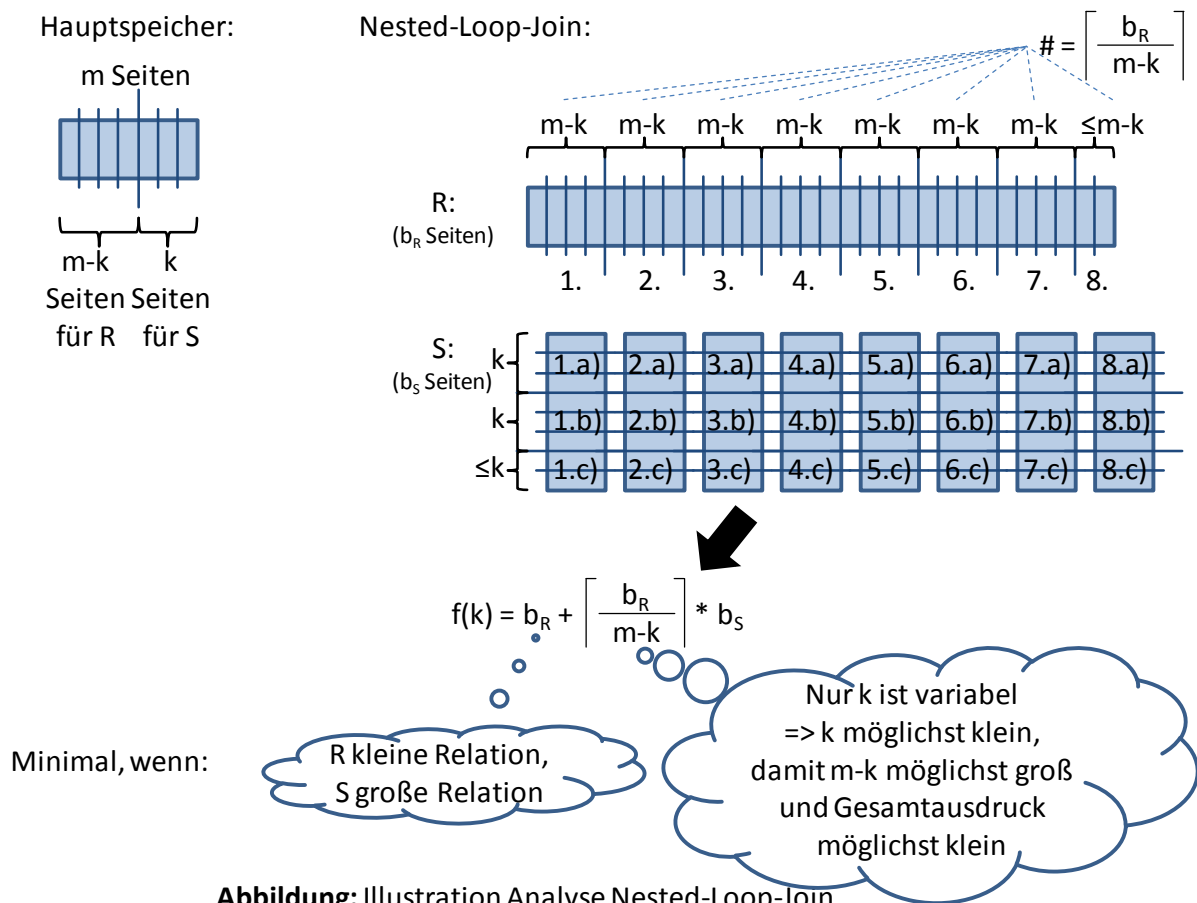 Hauptspeicher:
Nested-Loop-Join:
# = ⌈ b_R / m-k ⌉
m Seiten
m-k m-k m-k m-k m-k m-k m-k ≤m-k
R:
(b_R Seiten)
m-k k
Seiten Seiten
für R für S
1. 2. 3. 4. 5. 6. 7. 8.
S:
(b_S Seiten)
k 1.a) 2.a) 3.a) 4.a) 5.a) 6.a) 7.a) 8.a)
k 1.b) 2.b) 3.b) 4.b) 5.b) 6.b) 7.b) 8.b)
≤k 1.c) 2.c) 3.c) 4.c) 5.c) 6.c) 7.c) 8.c)
f(k) = b_R + ⌈ b_R / m-k ⌉ * b_S
Minimal, wenn:
R kleine Relation,
S große Relation
Nur k ist variabel
=> k möglichst klein,
damit m-k möglichst groß
und Gesamtausdruck
möglichst klein
Abbildung: Illustration Analyse Nested-Loop-Join